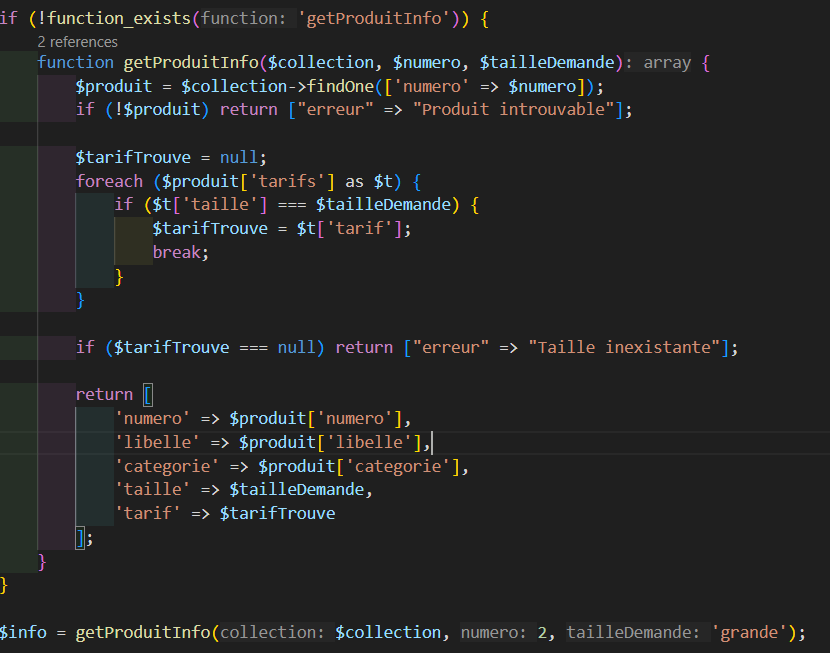 if (!function_exists(function: 'getProduitInfo')) {
2 references
function getProduitInfo($collection, $numero, $tailleDemande): array {
$produit = $collection->findOne(['numero' => $numero]);
if (!$produit) return ["erreur" => "Produit introuvable"];
$tarifTrouve = null;
foreach ($produit['tarifs'] as $t) {
if ($t['taille'] === $tailleDemande) {
$tarifTrouve = $t['tarif'];
break;
}
}
if ($tarifTrouve === null) return ["erreur" => "Taille inexistante"];
return [
'numero' => $produit['numero'],
'libelle' => $produit['libelle'],
'categorie' => $produit['categorie'],
'taille' => $tailleDemande,
'tarif' => $tarifTrouve
];
}
}
$info = getProduitInfo(collection: $collection, numero: 2, tailleDemande: 'grande');